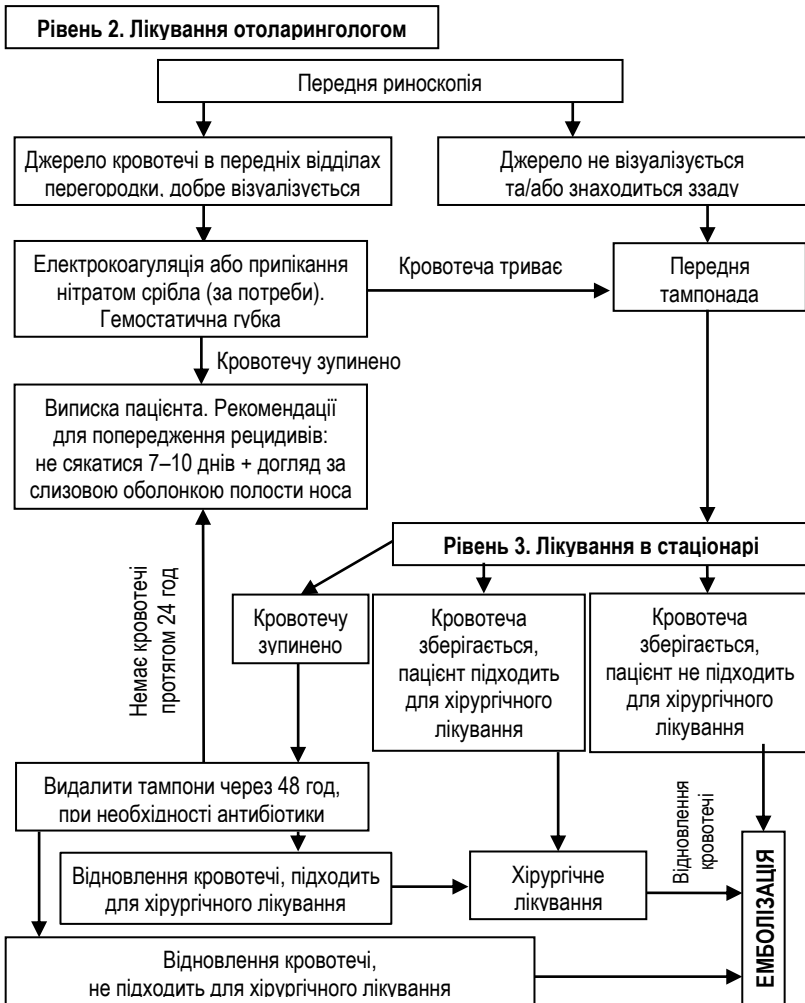 Рівень 2. Лікування отоларингологом
Передня риноскопія
Джерело кровотечі в передніх відділах
перегородки, добре візуалізується
Джерело не візуалізується
та/або знаходиться ззаду
Електрокоагуляція або припікання
нітратом срібла (за потреби).
Гемостатична губка
Кровотеча триває
Передня
тампонада
Кровотечу зупинено
Виписка пацієнта. Рекомендації
для попередження рецидивів:
не сякатися 7–10 днів + догляд за
слизовою оболонкою полости носа
Рівень 3. Лікування в стаціонарі
Немає кровотечі
протягом 24 год
Кровотечу
зупинено
Кровотеча
зберігається,
пацієнт підходить
для хірургічного
лікування
Кровотеча
зберігається,
пацієнт не підходить
для хірургічного
лікування
Видалити тампони через 48 год,
при необхідності антибіотики
Відновлення кровотечі, підходить
для хірургічного лікування
Хірургічне
лікування
Відновлення
кровотечі
ЕМБОЛІЗАЦІЯ
Відновлення кровотечі,
не підходить для хірургічного лікування